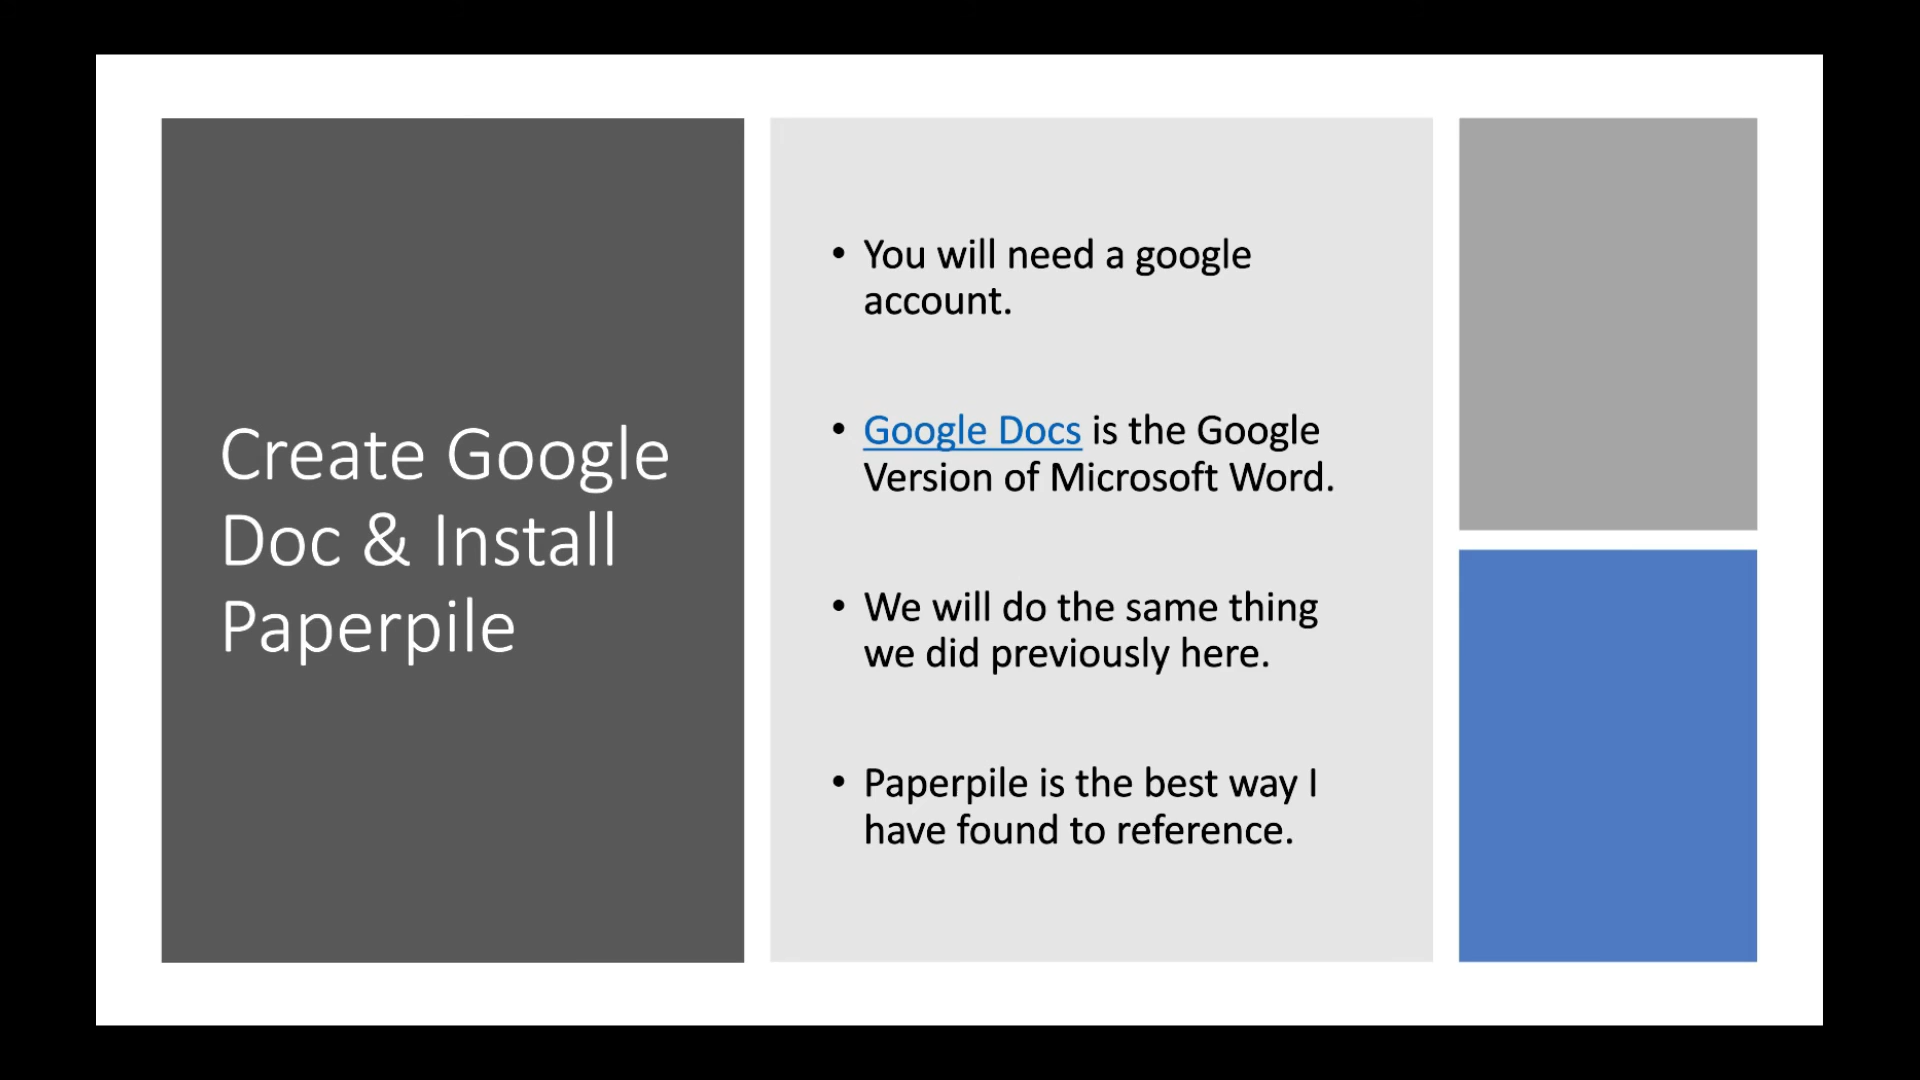 Create Google
Doc & Install
Paperpile
• You will need a google
account.
• Google Docs is the Google
Version of Microsoft Word.
• We will do the same thing
we did previously here.
• Paperpile is the best way I
have found to reference.